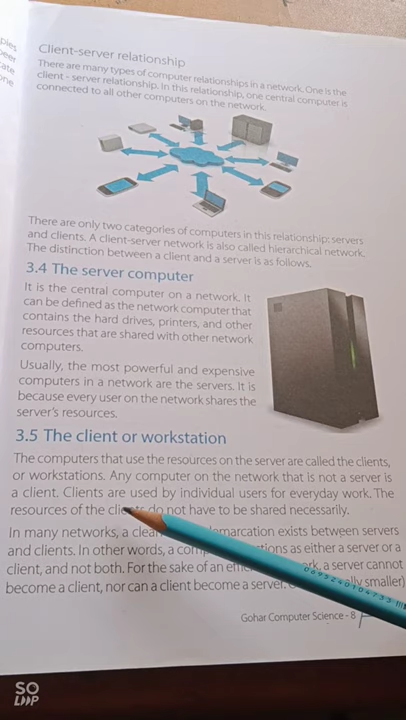 ples
peer
ate
one
Client-server relationship
There are many types of computer relationships in a network. One is the
client - server relationship. In this relationship, one central computer is
connected to all other computers on the network.
There are only two categories of computers in this relationship: servers
and clients. A client-server network is also called hierarchical network.
The distinction between a client and a server is as follows.
3.4 The server computer
It is the central computer on a network. It
can be defined as the network computer that
contains the hard drives, printers, and other
resources that are shared with other network
computers.
Usually, the most powerful and expensive
computers in a network are the servers. It is
because every user on the network shares the
server's resources.
3.5 The client or workstation
The computers that use the resources on the server are called the clients,
or workstations. Any computer on the network that is not a server is
a client. Clients are used by individual users for everyday work. The
resources of the clients do not have to be shared necessarily.
In many networks, a clear demarcation exists between servers
and clients. In other words, a as either a server or a
client, and not both. For the sake of an a server cannot
become a client, nor can a client become a server. smaller)
0695240104733
Gohar Computer Science - 8
SO
LOOP